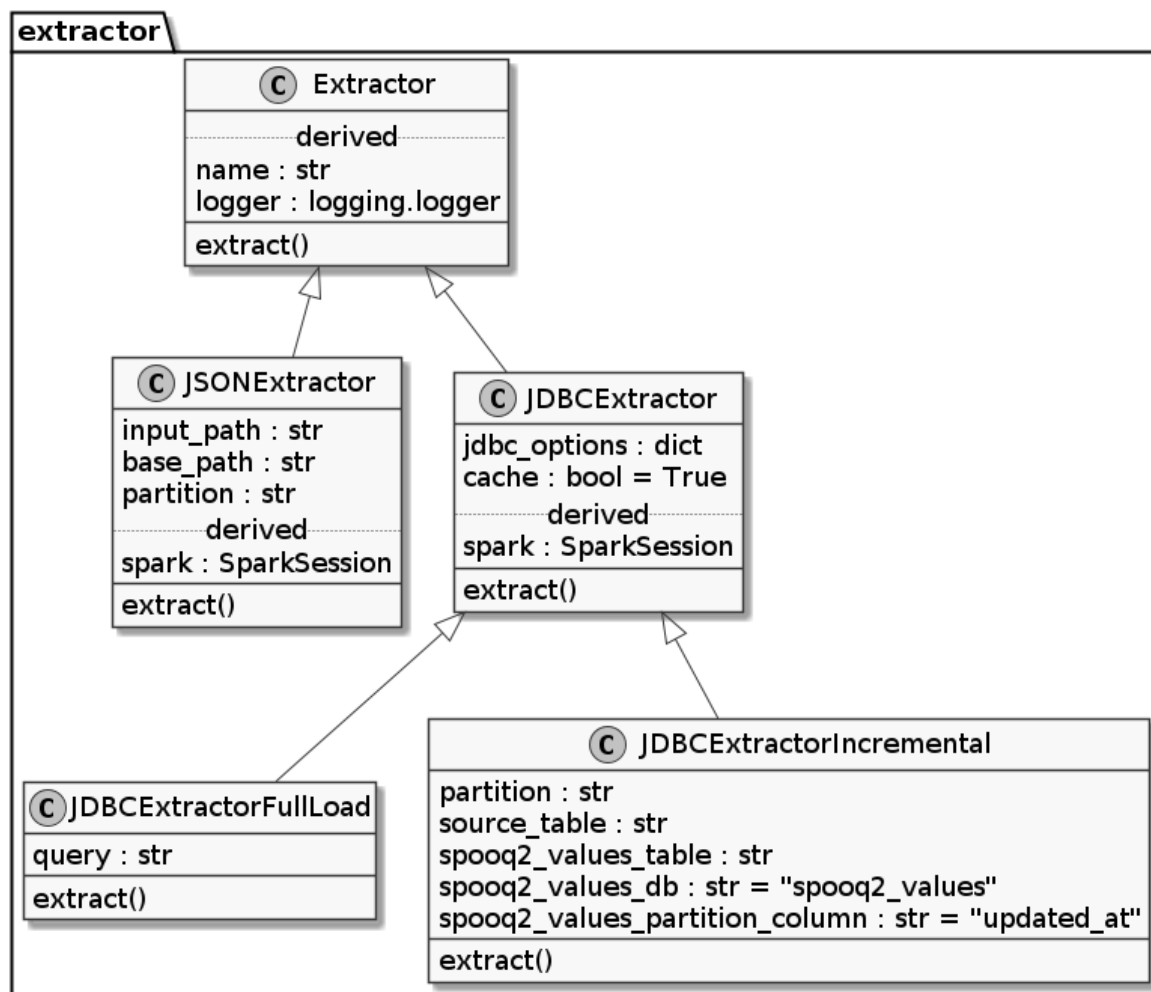 extractor
C Extractor
derived
name : str
logger : logging.logger
extract()
C JSONExtractor
input_path : str
base_path : str
partition : str
derived
spark : SparkSession
extract()
C JDBCExtractor
jdbc_options : dict
cache : bool = True
derived
spark : SparkSession
extract()
C JDBCExtractorFullLoad
query : str
extract()
C JDBCExtractorIncremental
partition : str
source_table : str
spooq2_values_table : str
spooq2_values_db : str = "spooq2_values"
spooq2_values_partition_column : str = "updated_at"
extract()